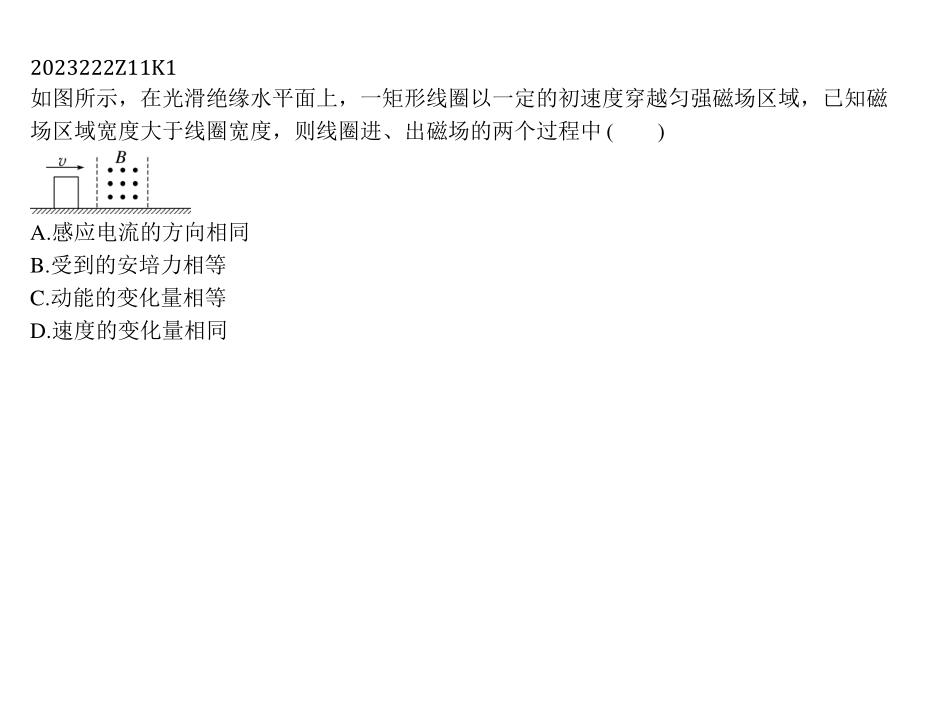 2023222Z11K1
如图所示，在光滑绝缘水平面上，一矩形线圈以一定的初速度穿越匀强磁场区域，已知磁
场区域宽度大于线圈宽度，则线圈进、出磁场的两个过程中 (　　)
v
B
A.感应电流的方向相同
B.受到的安培力相等
C.动能的变化量相等
D.速度的变化量相同